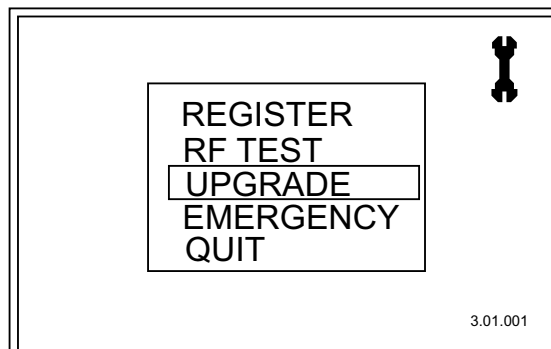 REGISTER
RF TEST
UPGRADE
EMERGENCY
QUIT
3.01.001